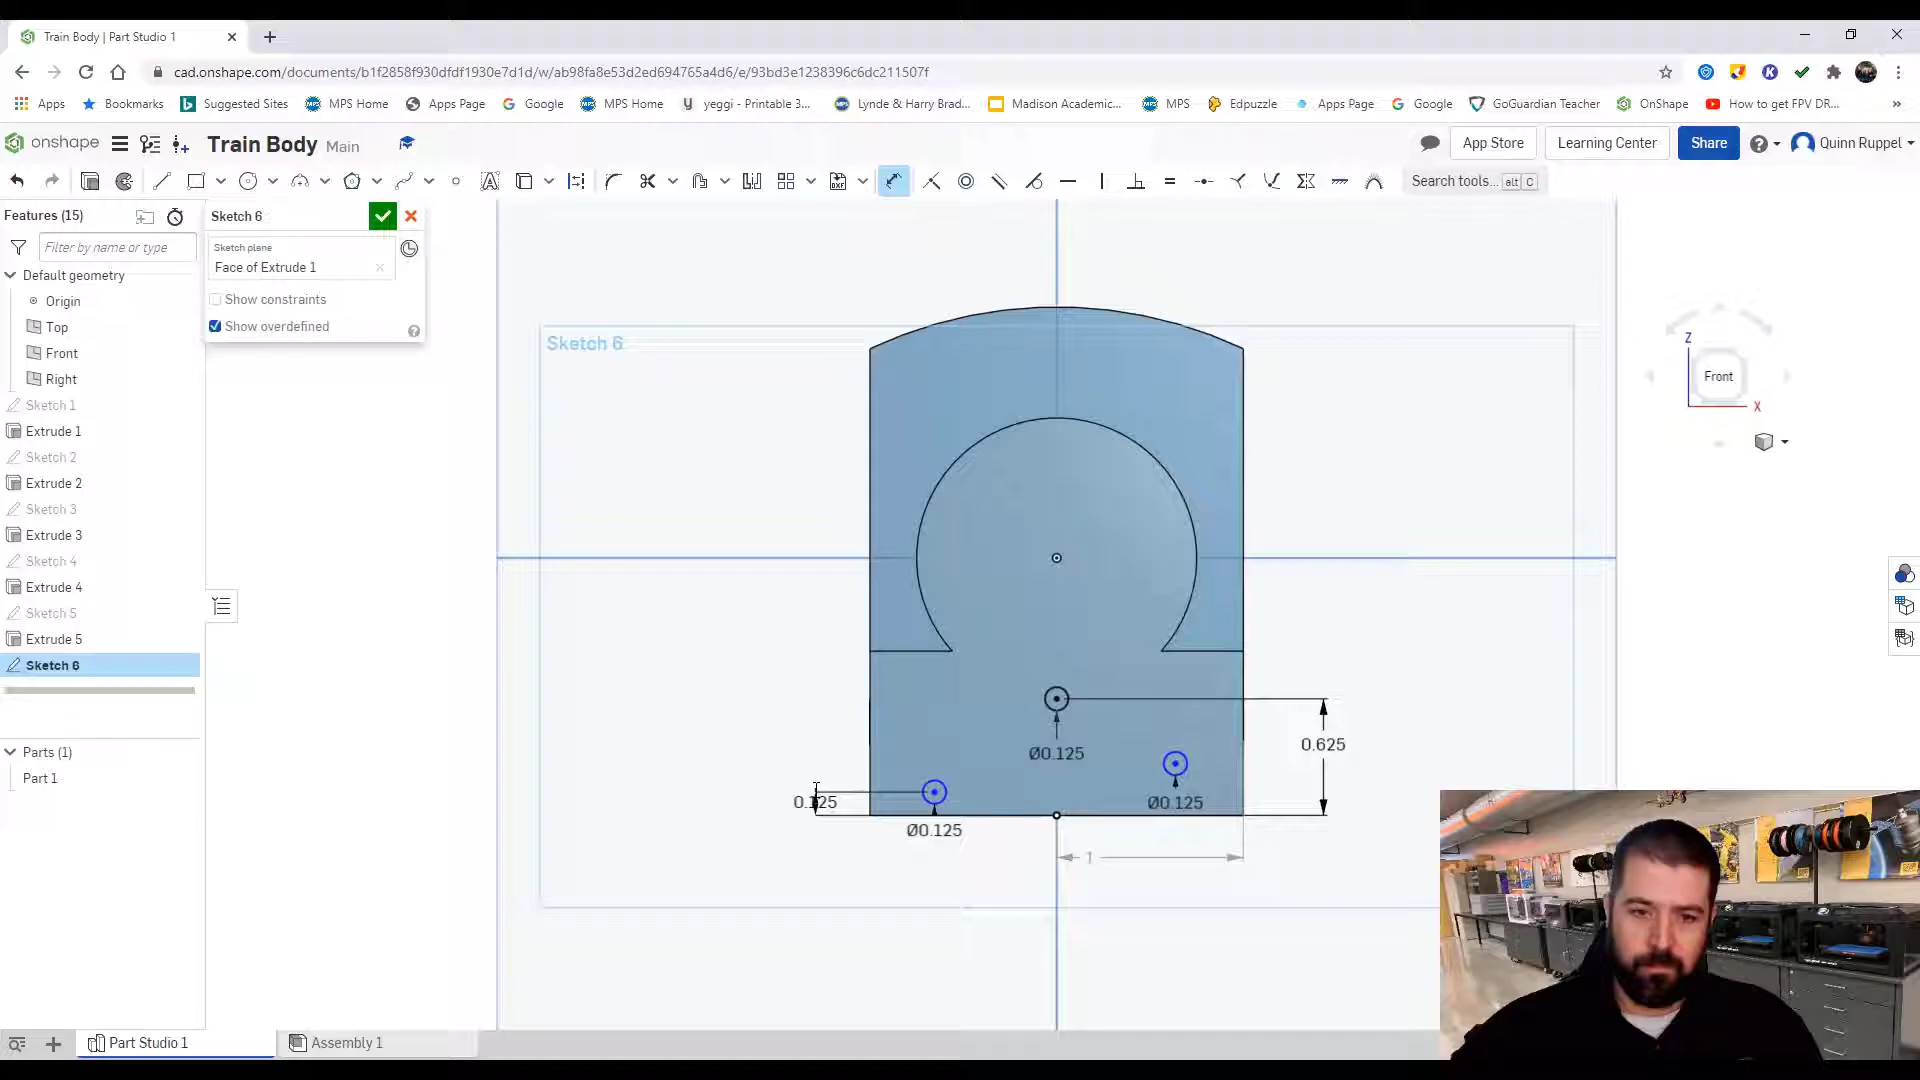 Train Body | Part Studio 1
cad.onshape.com/documents/b1f2858f930dfdf1930e7d1d/w/ab98fa8e53d2ed694765a4d6/e/93bd3e1238396c6dc211507f
Apps Bookmarks Suggested Sites MPS Home Apps Page Google MPS Home yeggi - Printable 3... Lynde & Harry Brad... Madison Academic... MPS Edpuzzle Apps Page Google GoGuardian Teacher OnShape How to get FPV DR...
onshape Train Body Main App Store Learning Center Share Quinn Ruppel
Search tools... alt C
Features (15)
Filter by name or type
Default geometry
Origin
Top
Front
Right
Sketch 1
Extrude 1
Sketch 2
Extrude 2
Sketch 3
Extrude 3
Sketch 4
Extrude 4
Sketch 5
Extrude 5
Sketch 6
Parts (1)
Part 1
Sketch 6
Sketch plane
Face of Extrude 1
Show constraints
Show overdefined
Sketch 6
Z
Front
X
0.625
Ø0.125
0.125
Ø0.125
Ø0.125
1
Part Studio 1
Assembly 1